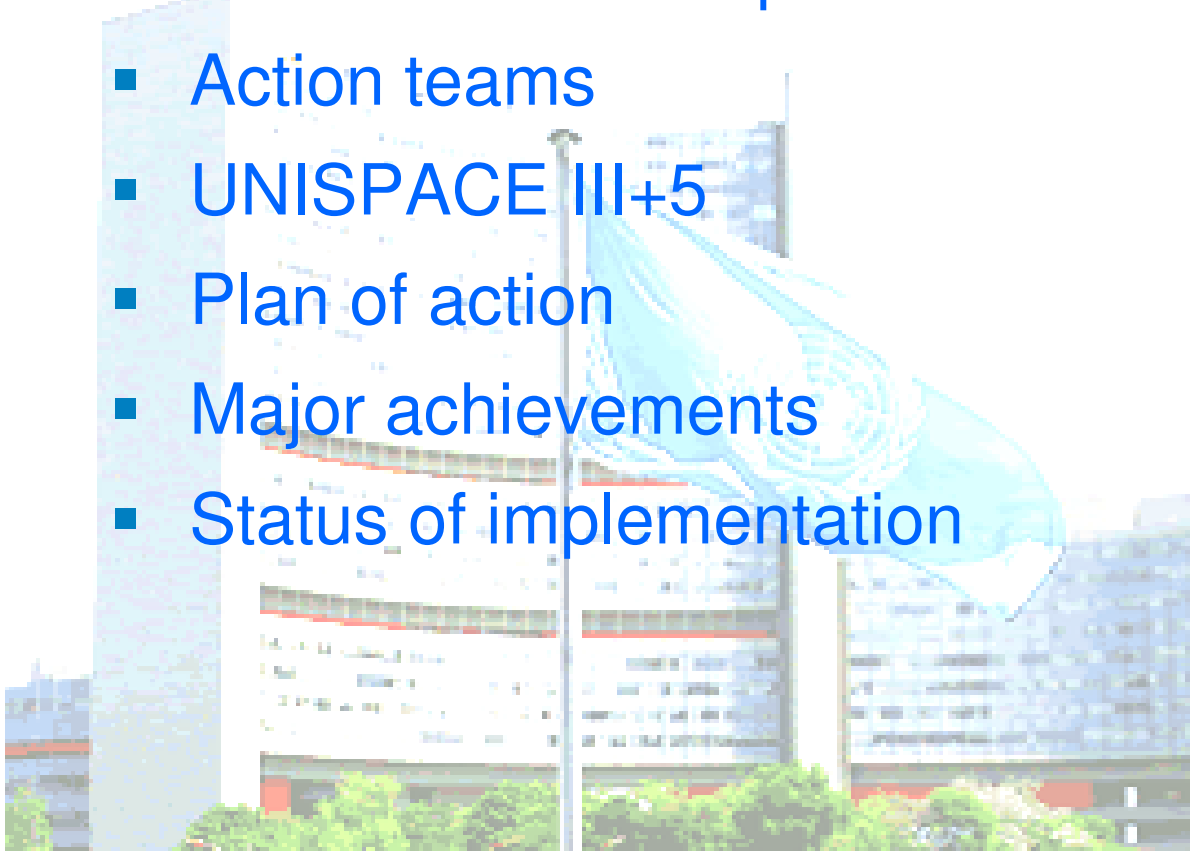 ▪ Action teams
▪ UNISPACE III+5
▪ Plan of action
▪ Major achievements
▪ Status of implementation